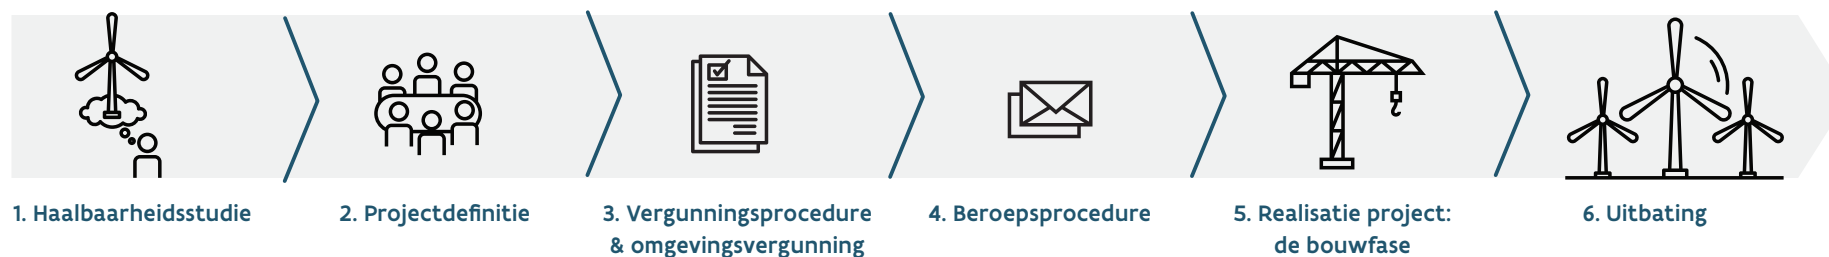 1. Haalbaarheidsstudie
2. Projectdefinitie
3. Vergunningsprocedure
& omgevingsvergunning
4. Beroepsprocedure
5. Realisatie project:
de bouwfase
6. Uitbating